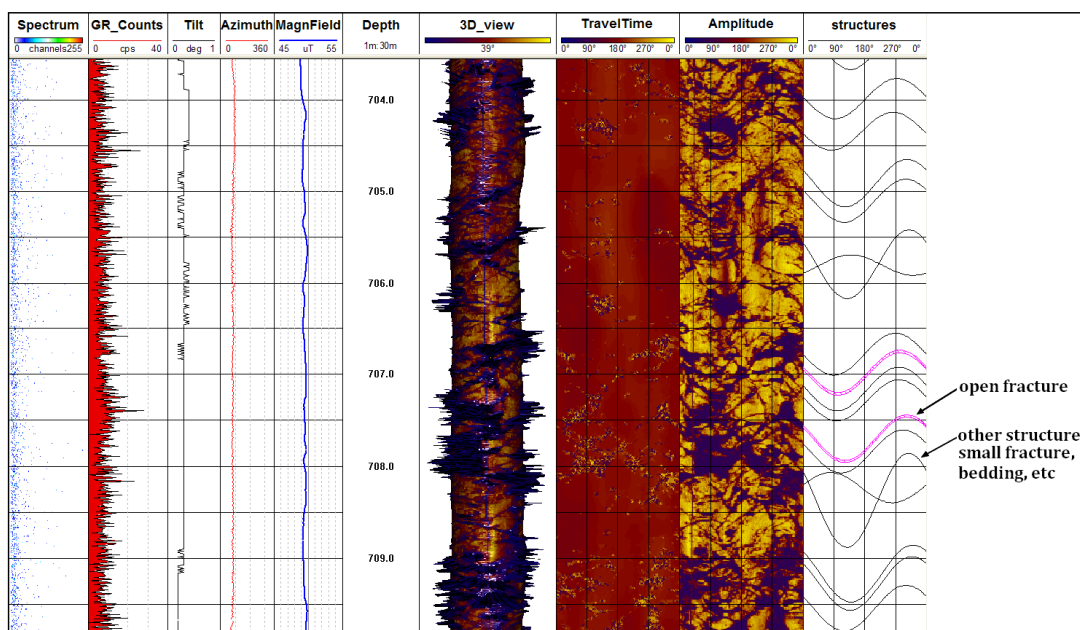 Spectrum GR_Counts Tilt Azimuth MagnField Depth 3D_view TravelTime Amplitude structures
0 channels255 0 cps 40 0 deg 1 0 360 45 uT 55 1m: 30m 39° 0° 90° 180° 270° 0° 0° 90° 180° 270° 0° 0° 90° 180° 270° 0°
704.0
705.0
706.0
707.0
open fracture
other structure
small fracture,
708.0
bedding, etc
709.0